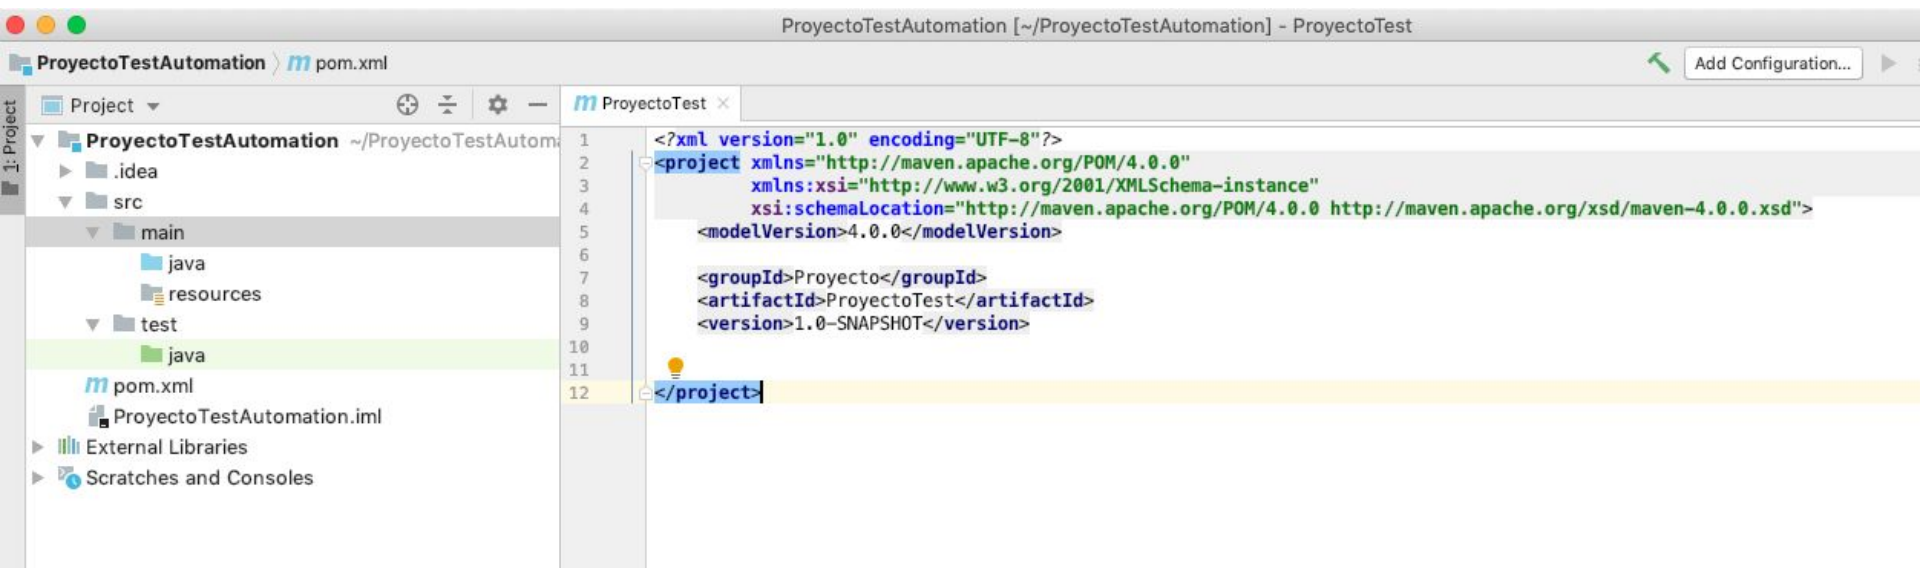 ProyectoTestAutomation [~/ProyectoTestAutomation] - ProyectoTest
ProyectoTestAutomation m pom.xml
Add Configuration...
1: Project
Project
ProyectoTestAutomation ~/ProyectoTestAutom
.idea
src
main
java
resources
test
java
m pom.xml
ProyectoTestAutomation.iml
External Libraries
Scratches and Consoles
m ProyectoTest
1 <?xml version="1.0" encoding="UTF-8"?>
2 <project xmlns="http://maven.apache.org/POM/4.0.0"
3 xmlns:xsi="http://www.w3.org/2001/XMLSchema-instance"
4 xsi:schemaLocation="http://maven.apache.org/POM/4.0.0 http://maven.apache.org/xsd/maven-4.0.0.xsd">
5 <modelVersion>4.0.0</modelVersion>
6
7 <groupId>Proyecto</groupId>
8 <artifactId>ProyectoTest</artifactId>
9 <version>1.0-SNAPSHOT</version>
10
11
12 </project>